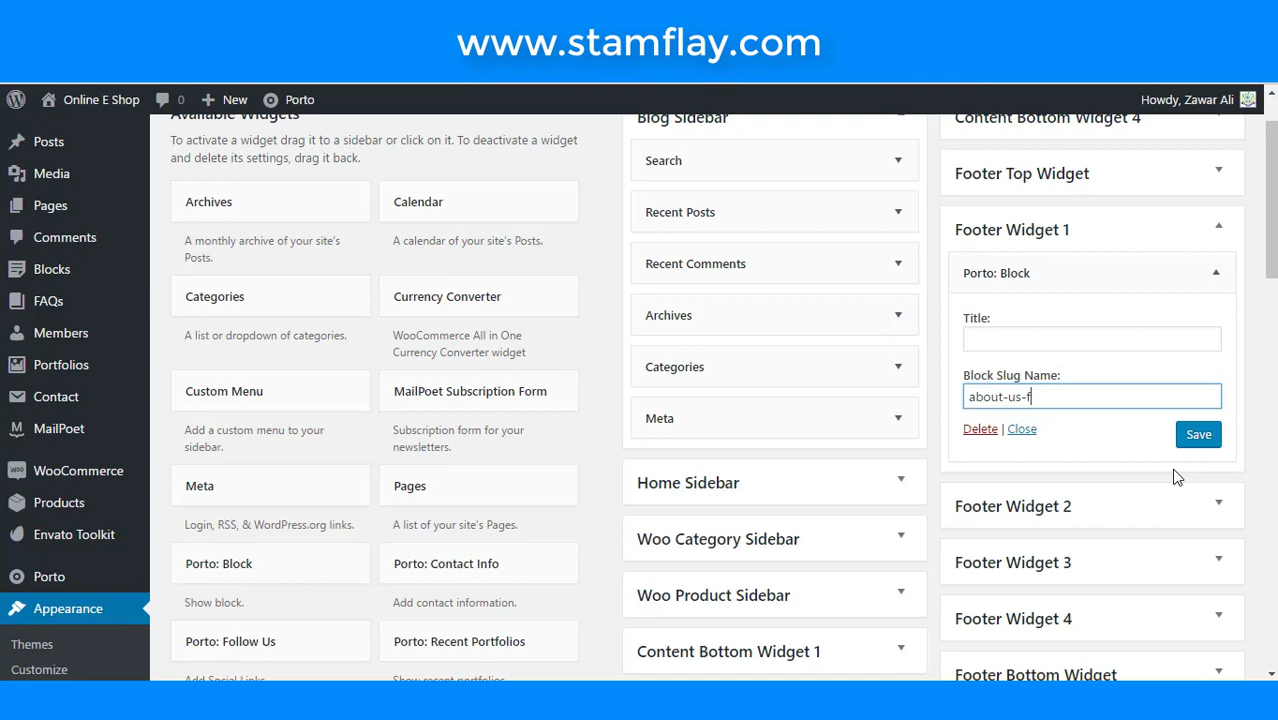 www.stamflay.com
Online E Shop
0
New
Porto
Howdy, Zawar Ali
Posts
Media
Pages
Comments
Blocks
FAQs
Members
Portfolios
Contact
MailPoet
WooCommerce
Products
Envato Toolkit
Porto
Appearance
Themes
Customize
Available Widgets
To activate a widget drag it to a sidebar or click on it. To deactivate a widget
and delete its settings, drag it back.
Archives
A monthly archive of your site's
Posts.
Calendar
A calendar of your site's Posts.
Categories
A list or dropdown of categories.
Currency Converter
WooCommerce All in One
Currency Converter widget
Custom Menu
Add a custom menu to your
sidebar.
MailPoet Subscription Form
Subscription form for your
newsletters.
Meta
Login, RSS, & WordPress.org links.
Pages
A list of your site's Pages.
Porto: Block
Show block.
Porto: Contact Info
Add contact information.
Porto: Follow Us
Add Social Links
Porto: Recent Portfolios
Show recent portfolios
Blog Sidebar
Search
Recent Posts
Recent Comments
Archives
Categories
Meta
Home Sidebar
Woo Category Sidebar
Woo Product Sidebar
Content Bottom Widget 1
Content Bottom Widget 4
Footer Top Widget
Footer Widget 1
Porto: Block
Title:
Block Slug Name:
about-us-f
Delete | Close
Save
Footer Widget 2
Footer Widget 3
Footer Widget 4
Footer Bottom Widget